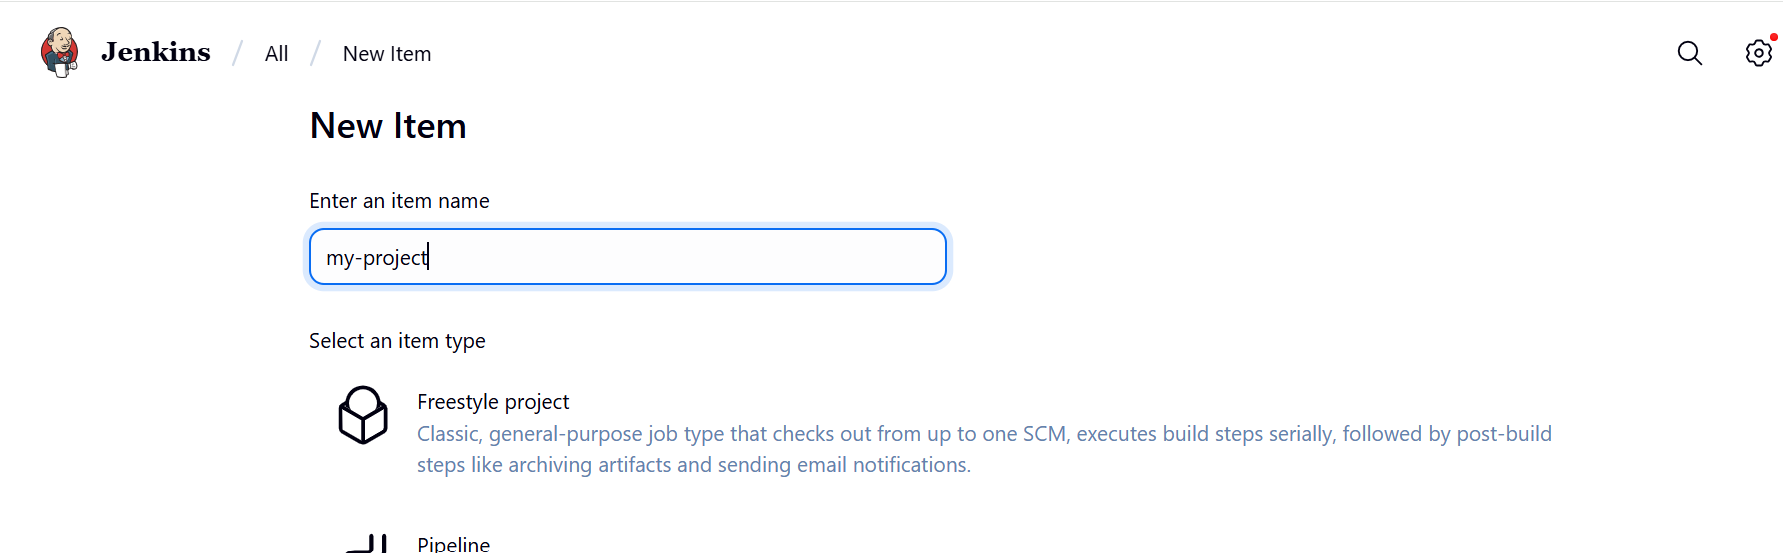 Jenkins / All / New Item
New Item
Enter an item name
my-project
Select an item type
Freestyle project
Classic, general-purpose job type that checks out from up to one SCM, executes build steps serially, followed by post-build
steps like archiving artifacts and sending email notifications.
Pipeline